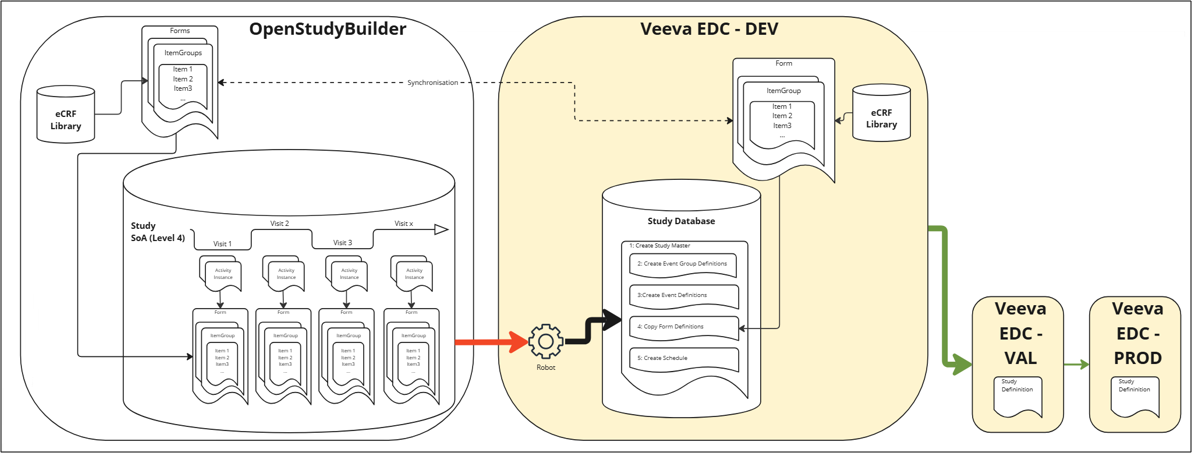 OpenStudyBuilder
Forms
ItemGroups
Item 1
Item 2
Item3
...
eCRF
Library
Synchronisation
Study
SoA (Level 4)
Visit 1
Visit 2
Visit 3
Visit x
Activity
Instance
Activity
Instance
Activity
Instance
Activity
Instance
Form
ItemGroup
Item 1
Item 2
Item3
...
Form
ItemGroup
Item 1
Item 2
Item3
...
Form
ItemGroup
Item 1
Item 2
Item3
...
Form
ItemGroup
Item 1
Item 2
Item3
...
Veeva EDC - DEV
Form
ItemGroup
Item 1
Item 2
Item3
...
eCRF
Library
Robot
Study Database
1: Create Study Master
2: Create Event Group Definitions
3:Create Event Definitions
4: Copy Form Definitions
5: Create Schedule
Veeva
EDC -
VAL
Study
Defininition
Veeva
EDC -
PROD
Study
Defininition